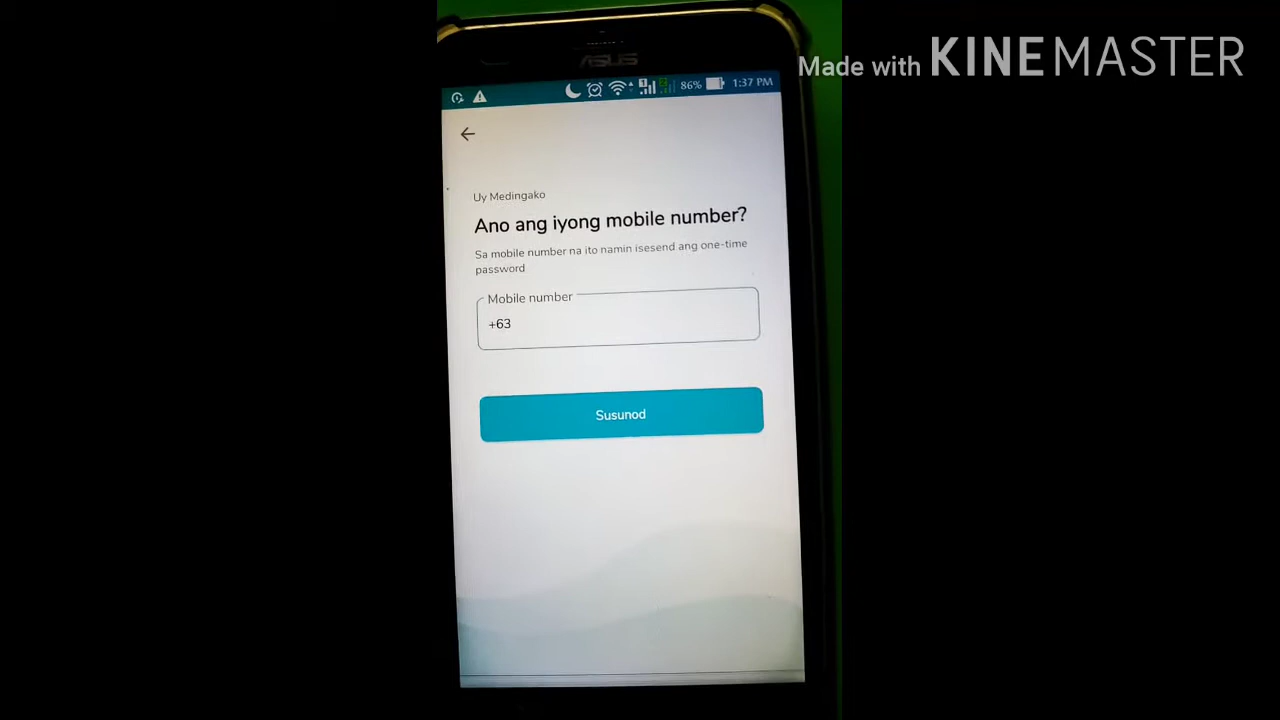 Made with KINEMASTER
ASUS
86% 1:37 PM
Uy Medingako
Ano ang iyong mobile number?
Sa mobile number na ito namin isesend ang one-time
password
Mobile number
+63
Susunod